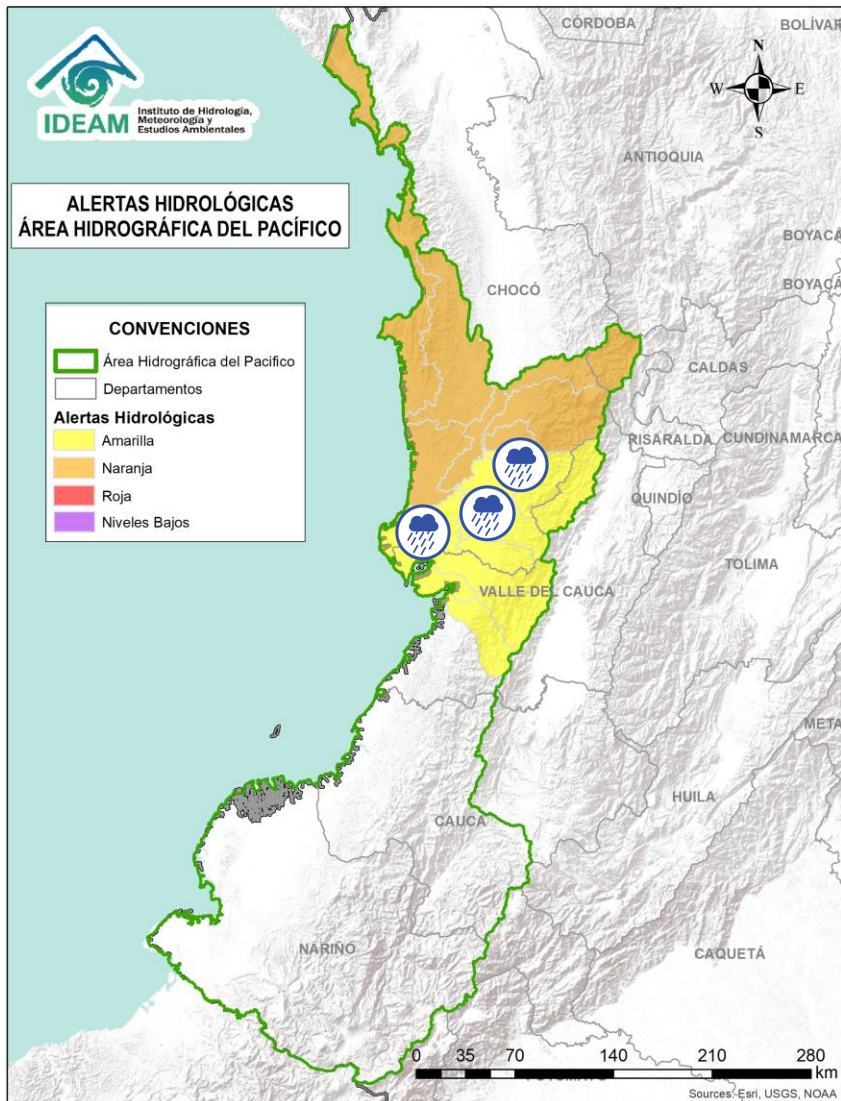 CÓRDOBA
BOLÍVAR
N
W
E
S
IDEAM
Instituto de Hidrología,
Meteorología y
Estudios Ambientales
ANTIOQUIA
ALERTAS HIDROLÓGICAS
ÁREA HIDROGRÁFICA DEL PACÍFICO
BOYACÁ
BOYACÁ
CHOCÓ
CONVENCIONES
Área Hidrográfica del Pacifico
Departamentos
Alertas Hidrológicas
Amarilla
Naranja
Roja
Niveles Bajos
CALDAS
RISARALDA
CUNDINAMARCA
QUINDÍO
TOLIMA
VALLE DEL CAUCA
META
HUILA
CAUCA
NARIÑO
CAQUETÁ
0 35 70 140 210 280
km
Sources: Esri, USGS, NOAA